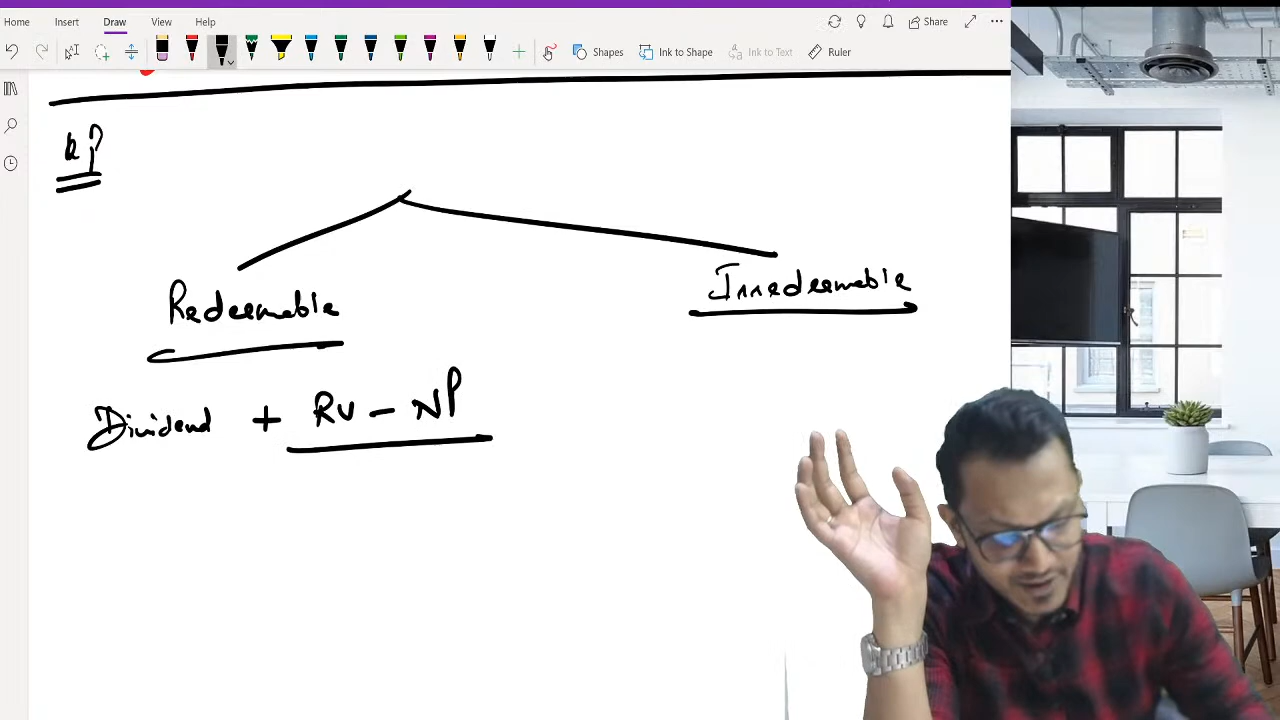 Home Insert Draw View Help Share
Shapes Ink to Shape Ink to Text Ruler
kp
Redeemable Irredeemable
Dividend + RV - NP